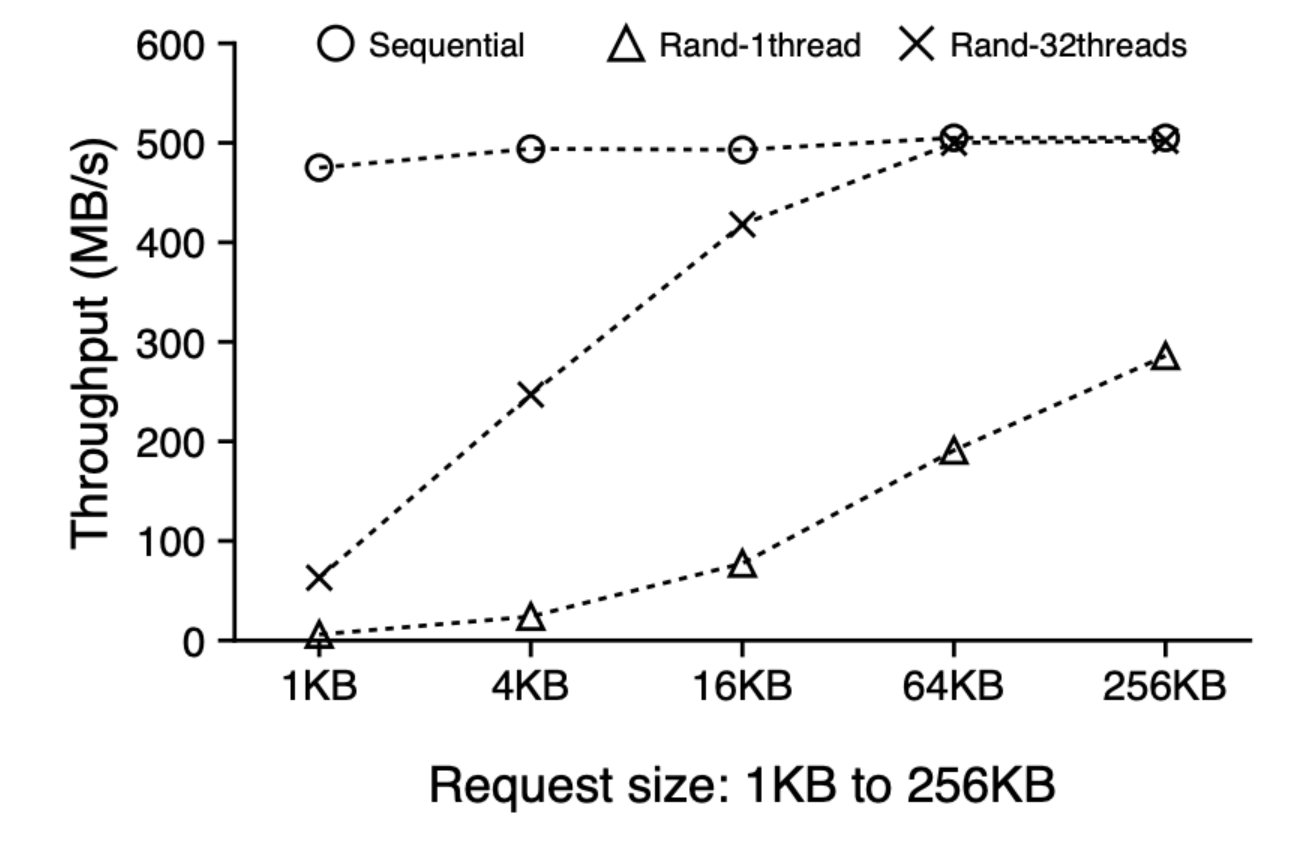 Sequential Rand-1thread Rand-32threads
600
500
400
300
200
100
0
Throughput (MB/s)
1KB 4KB 16KB 64KB 256KB
Request size: 1KB to 256KB